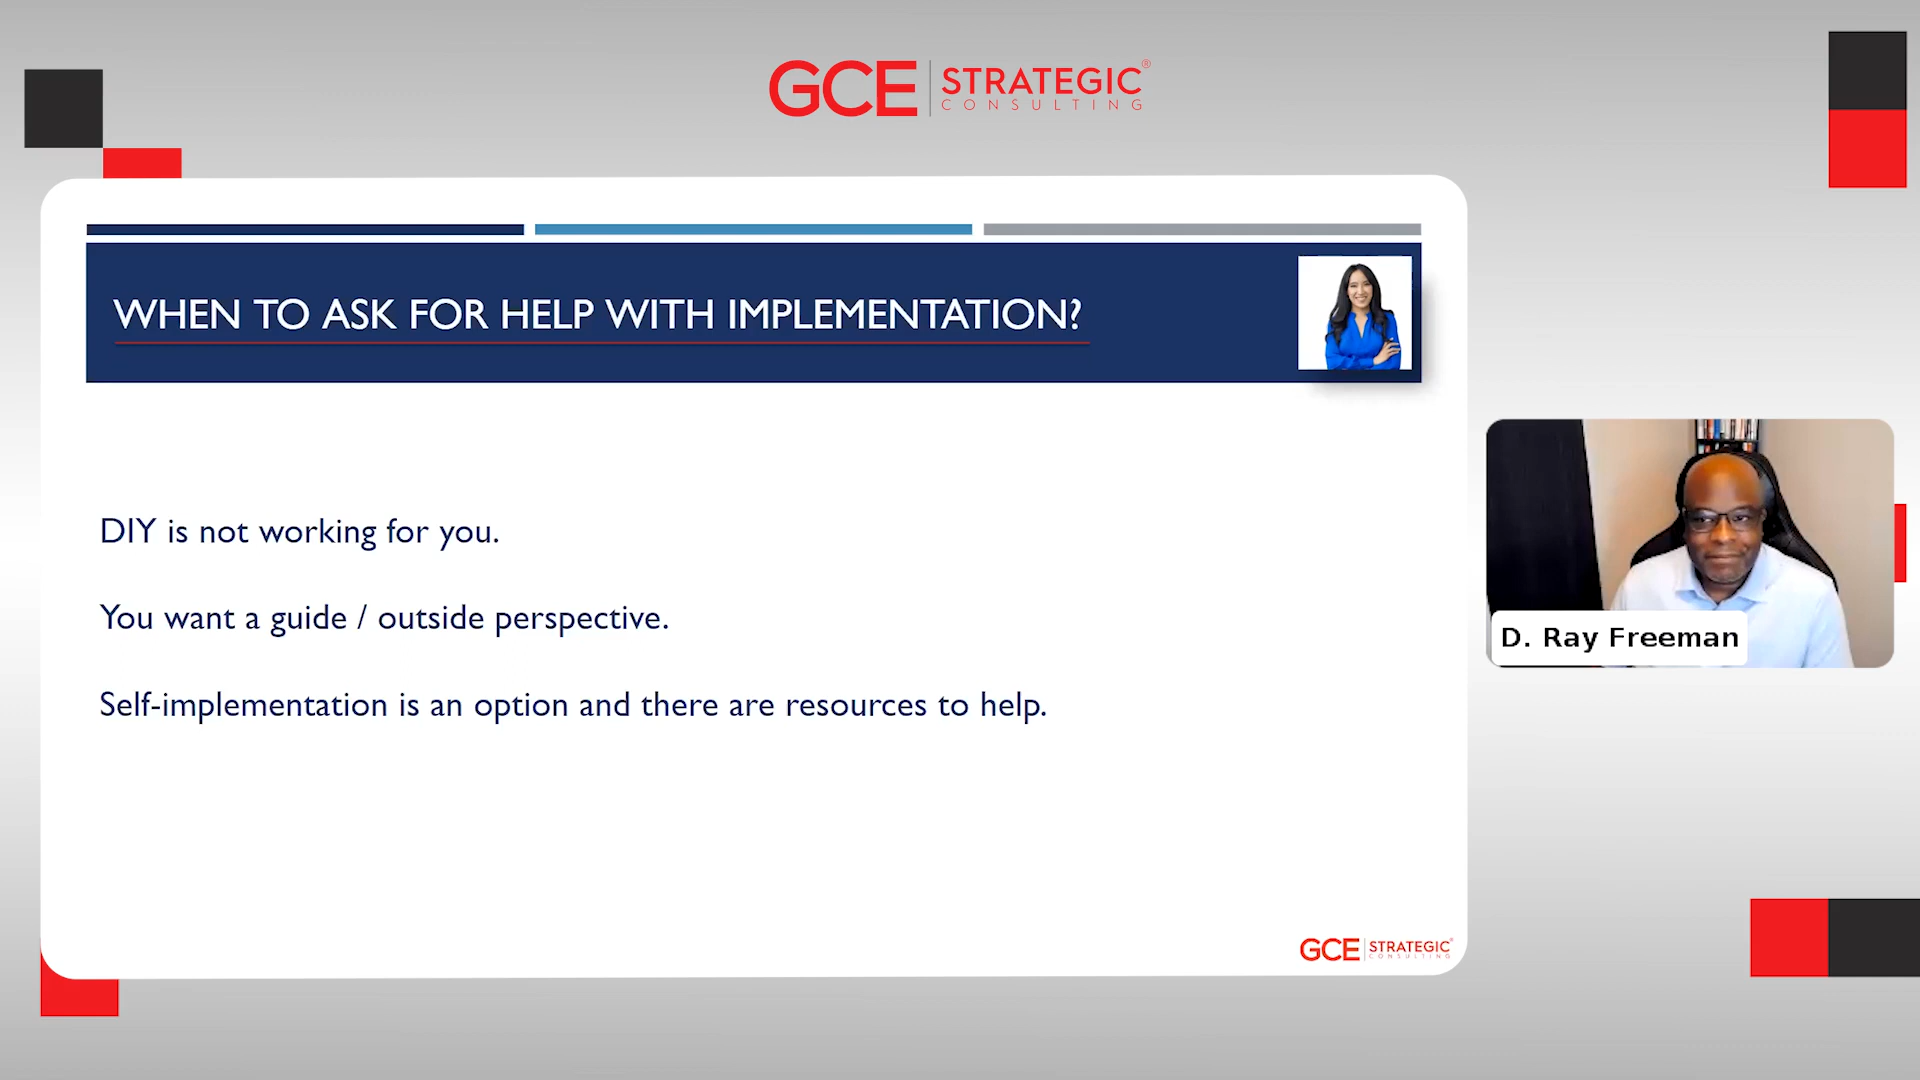 GCE STRATEGIC®
CONSULTING
WHEN TO ASK FOR HELP WITH IMPLEMENTATION?
DIY is not working for you.
You want a guide / outside perspective.
Self-implementation is an option and there are resources to help.
D. Ray Freeman
GCE STRATEGIC®
CONSULTING